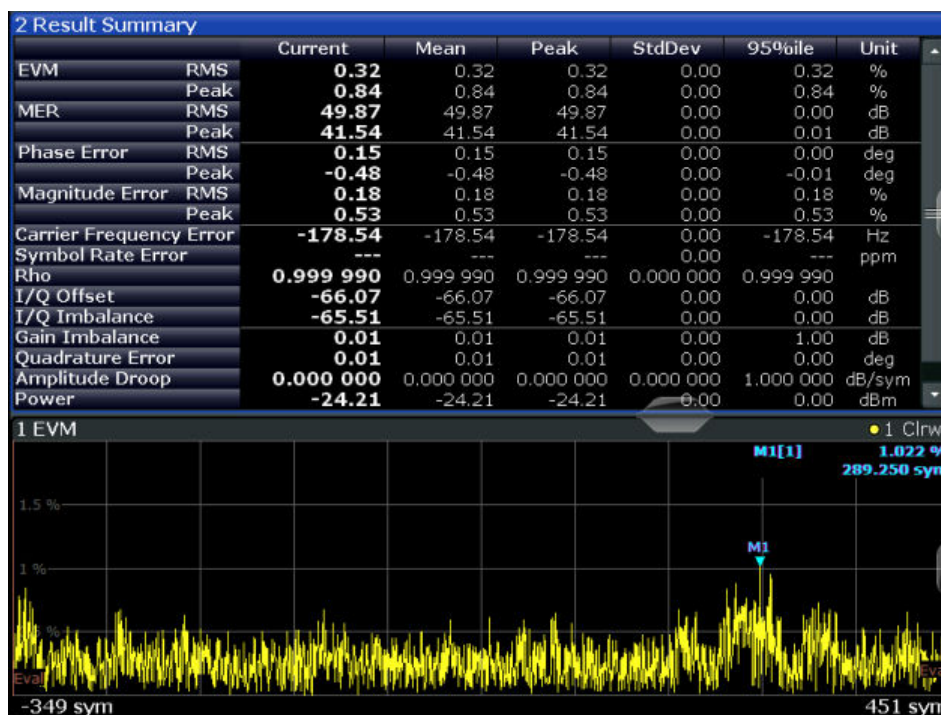 2 Result Summary
Current Mean Peak StdDev 95%ile Unit
EVM RMS 0.32 0.32 0.32 0.00 0.32 %
Peak 0.84 0.84 0.84 0.00 0.84 %
MER RMS 49.87 49.87 49.87 0.00 0.00 dB
Peak 41.54 41.54 41.54 0.00 0.01 dB
Phase Error RMS 0.15 0.15 0.15 0.00 0.00 deg
Peak -0.48 -0.48 -0.48 0.00 -0.01 deg
Magnitude Error RMS 0.18 0.18 0.18 0.00 0.18 %
Peak 0.53 0.53 0.53 0.00 0.53 %
Carrier Frequency Error -178.54 -178.54 -178.54 0.00 -178.54 Hz
Symbol Rate Error --- --- --- 0.00 --- ppm
Rho 0.999 990 0.999 990 0.999 990 0.000 000 0.999 990
I/Q Offset -66.07 -66.07 -66.07 0.00 0.00 dB
I/Q Imbalance -65.51 -65.51 -65.51 0.00 0.00 dB
Gain Imbalance 0.01 0.01 0.01 0.00 1.00 dB
Quadrature Error 0.01 0.01 0.01 0.00 0.00 deg
Amplitude Droop 0.000 000 0.000 000 0.000 000 0.000 000 1.000 000 dB/sym
Power -24.21 -24.21 -24.21 0.00 0.00 dBm
1 EVM 1 Clrw
M1[1] 1.022 %
289.250 sym
1.5 %
M1
1 %
%
Eval
-349 sym 451 sym